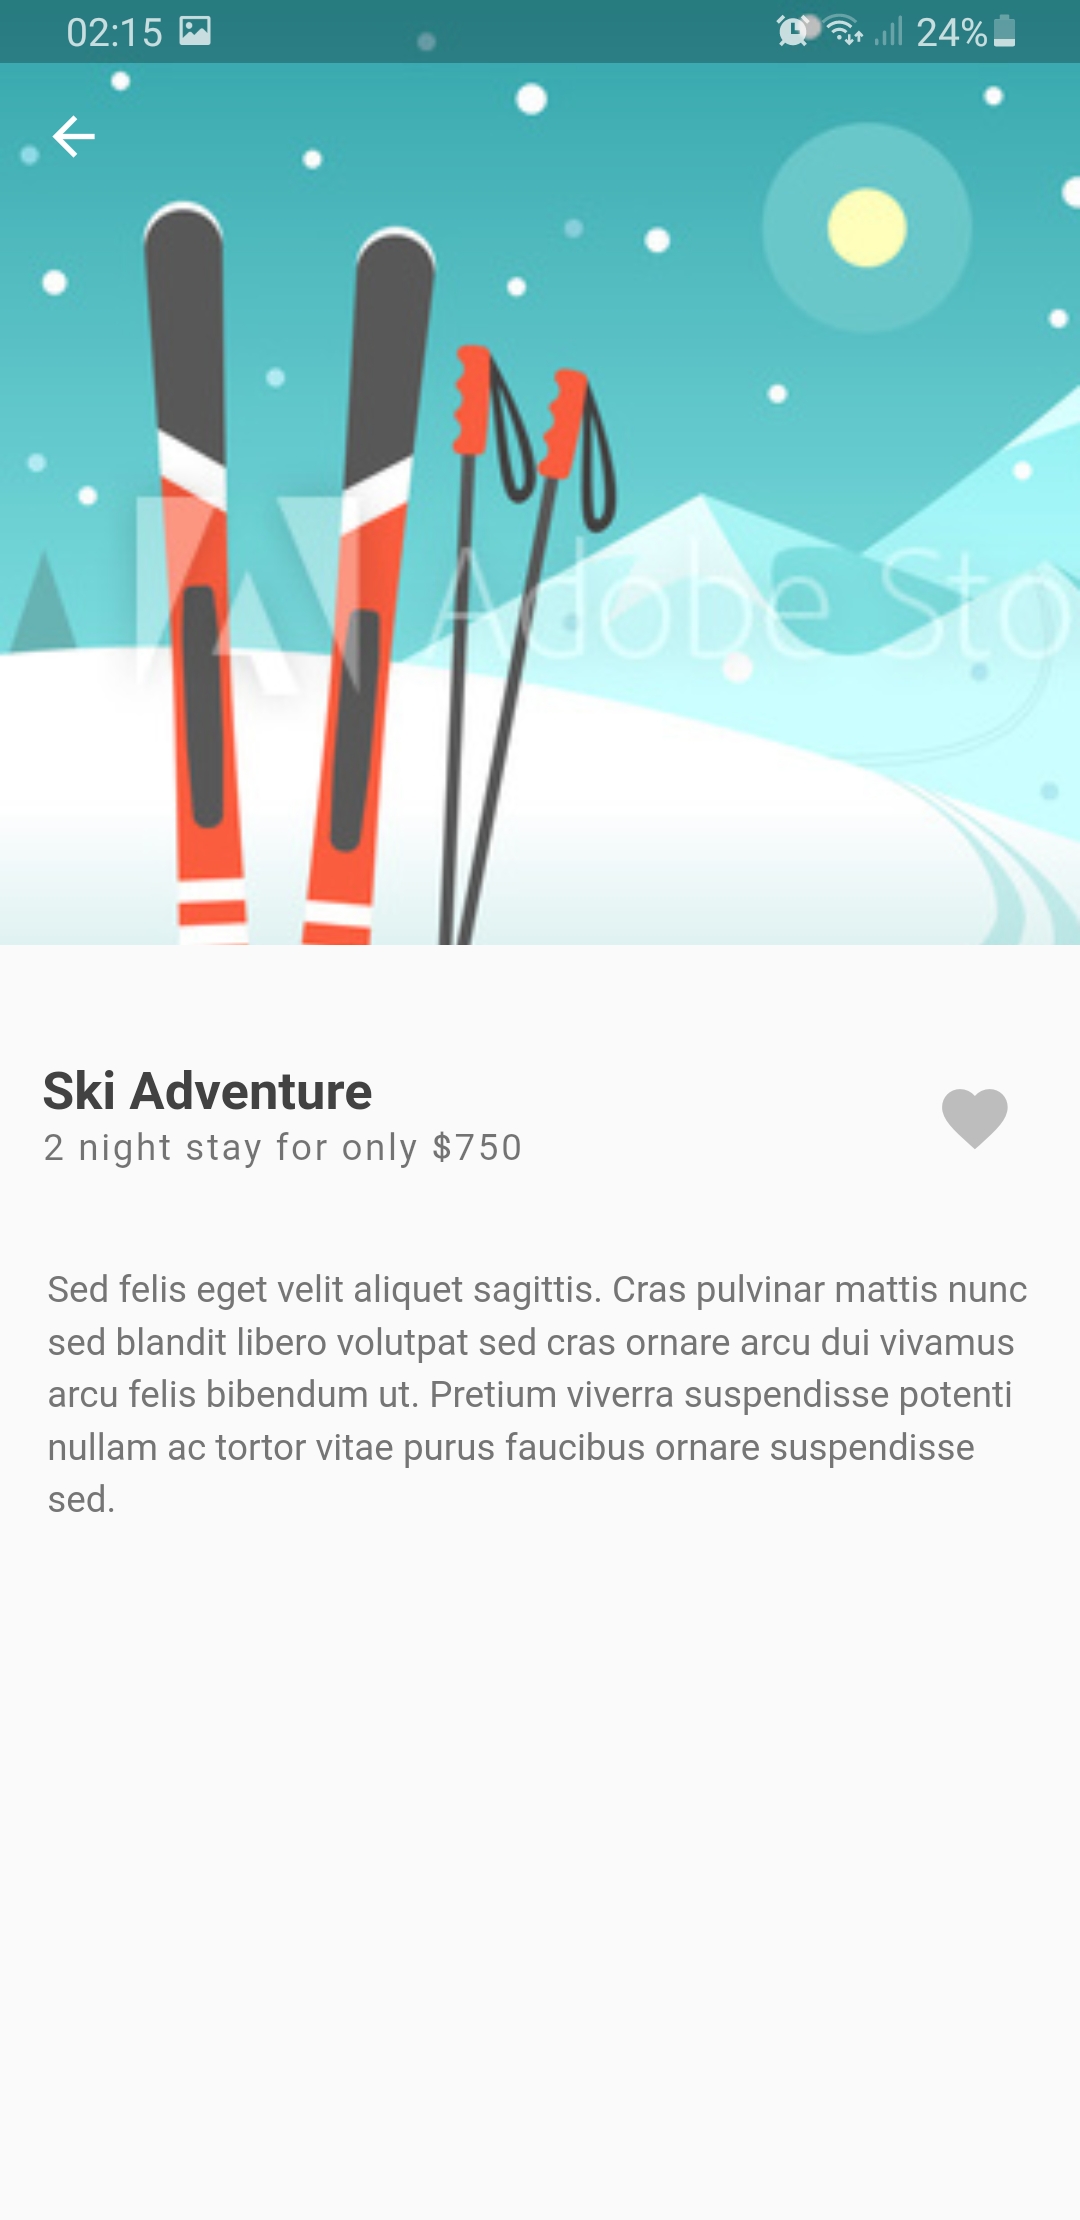 02:15 24%
Adobe Sto
Ski Adventure
2 night stay for only $750
Sed felis eget velit aliquet sagittis. Cras pulvinar mattis nunc
sed blandit libero volutpat sed cras ornare arcu dui vivamus
arcu felis bibendum ut. Pretium viverra suspendisse potenti
nullam ac tortor vitae purus faucibus ornare suspendisse
sed.